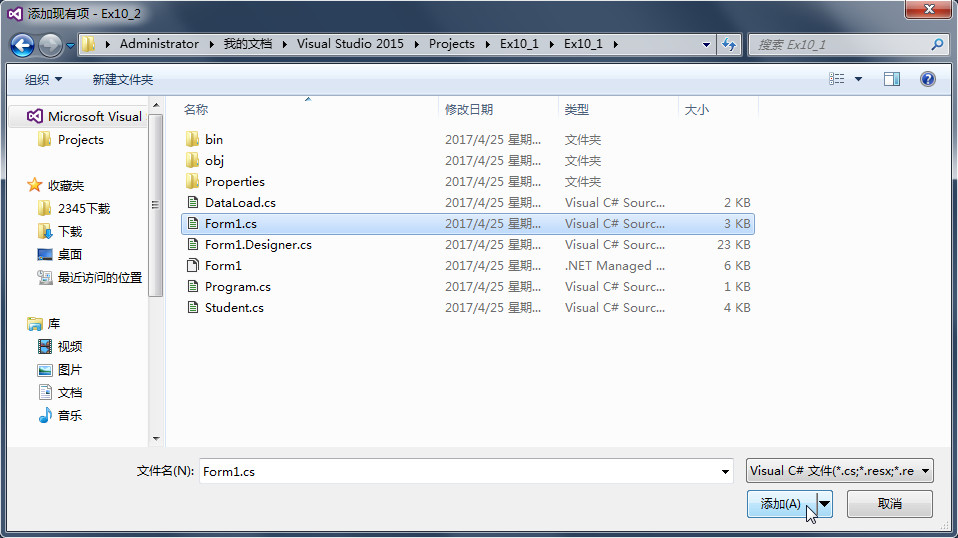 添加现有项 - Ex10_2
Administrator 我的文档 Visual Studio 2015 Projects Ex10_1 Ex10_1
搜索 Ex10_1
组织 新建文件夹
Microsoft Visual
Projects
收藏夹
2345下载
下载
桌面
最近访问的位置
库
视频
图片
文档
音乐
名称 修改日期 类型 大小
bin 2017/4/25 星期... 文件夹
obj 2017/4/25 星期... 文件夹
Properties 2017/4/25 星期... 文件夹
DataLoad.cs 2017/4/25 星期... Visual C# Sourc... 2 KB
Form1.cs 2017/4/25 星期... Visual C# Sourc... 3 KB
Form1.Designer.cs 2017/4/25 星期... Visual C# Sourc... 23 KB
Form1 2017/4/25 星期... .NET Managed ... 6 KB
Program.cs 2017/4/25 星期... Visual C# Sourc... 1 KB
Student.cs 2017/4/25 星期... Visual C# Sourc... 4 KB
文件名(N): Form1.cs Visual C# 文件(*.cs;*.resx;*.re
添加(A) 取消